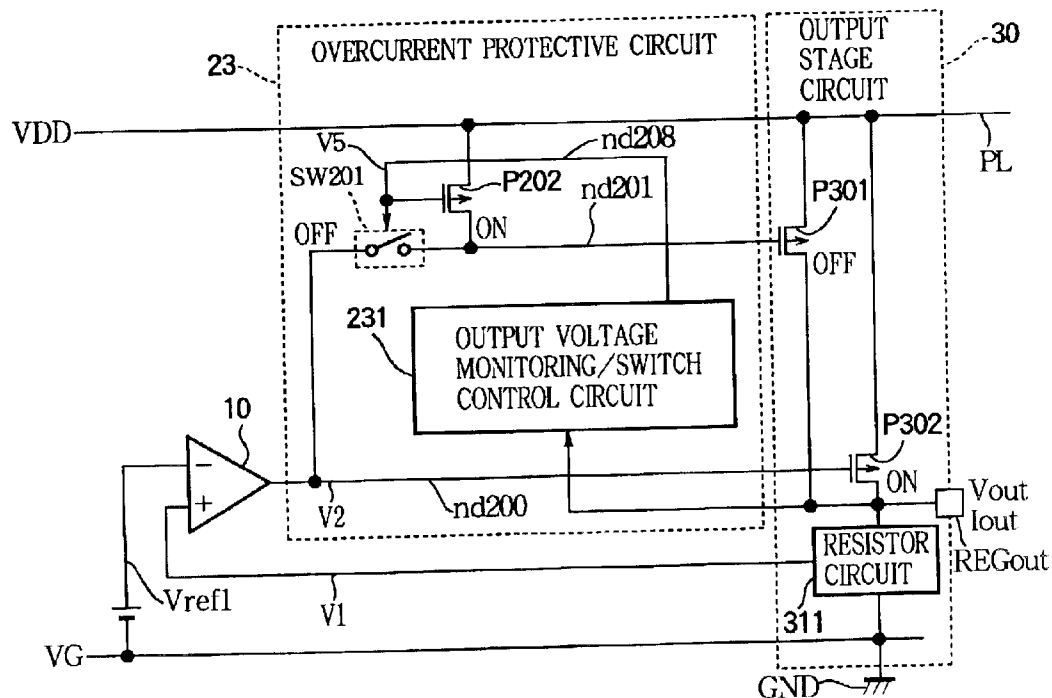 OVERCURRENT PROTECTIVE CIRCUIT
OUTPUT
STAGE
CIRCUIT
30
23
VDD
PL
V5
nd208
SW201
P202
nd201
P301
OFF
ON
OFF
231
OUTPUT VOLTAGE
MONITORING/SWITCH
CONTROL CIRCUIT
10
P302
−
+
ON
V2
nd200
Vout
Iout
REGout
RESISTOR
CIRCUIT
Vref1
V1
311
VG
GND